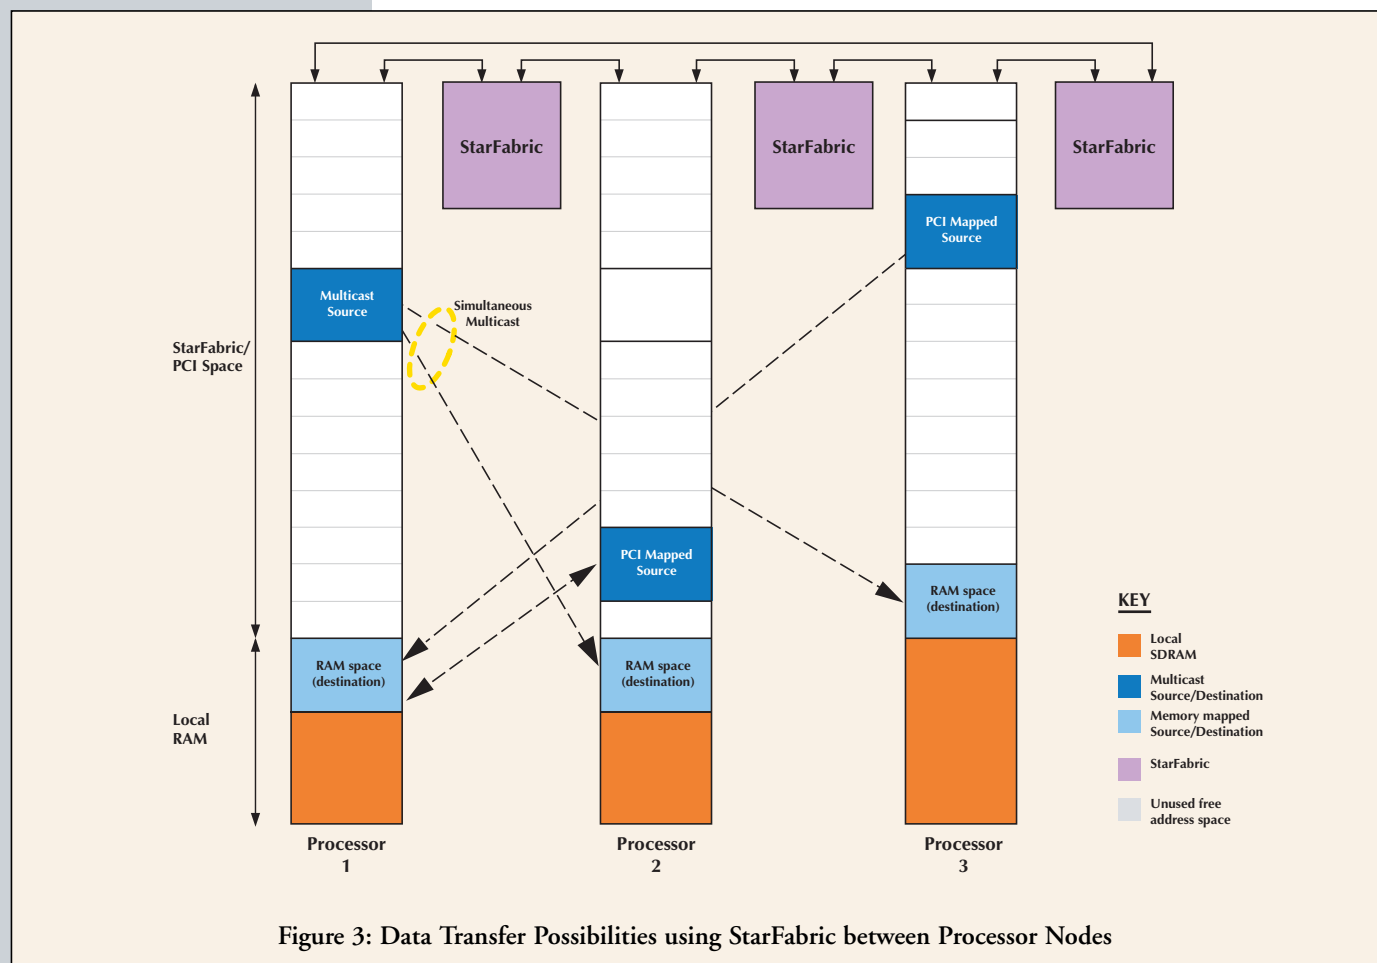 StarFabric
StarFabric
StarFabric
PCI Mapped
Source
Multicast
Source
Simultaneous
Multicast
StarFabric/
PCI Space
PCI Mapped
Source
RAM space
(destination)
RAM space
(destination)
RAM space
(destination)
Local
RAM
KEY
Local
SDRAM
Multicast
Source/Destination
Memory mapped
Source/Destination
StarFabric
Unused free
address space
Processor
1
Processor
2
Processor
3
Figure 3: Data Transfer Possibilities using StarFabric between Processor Nodes